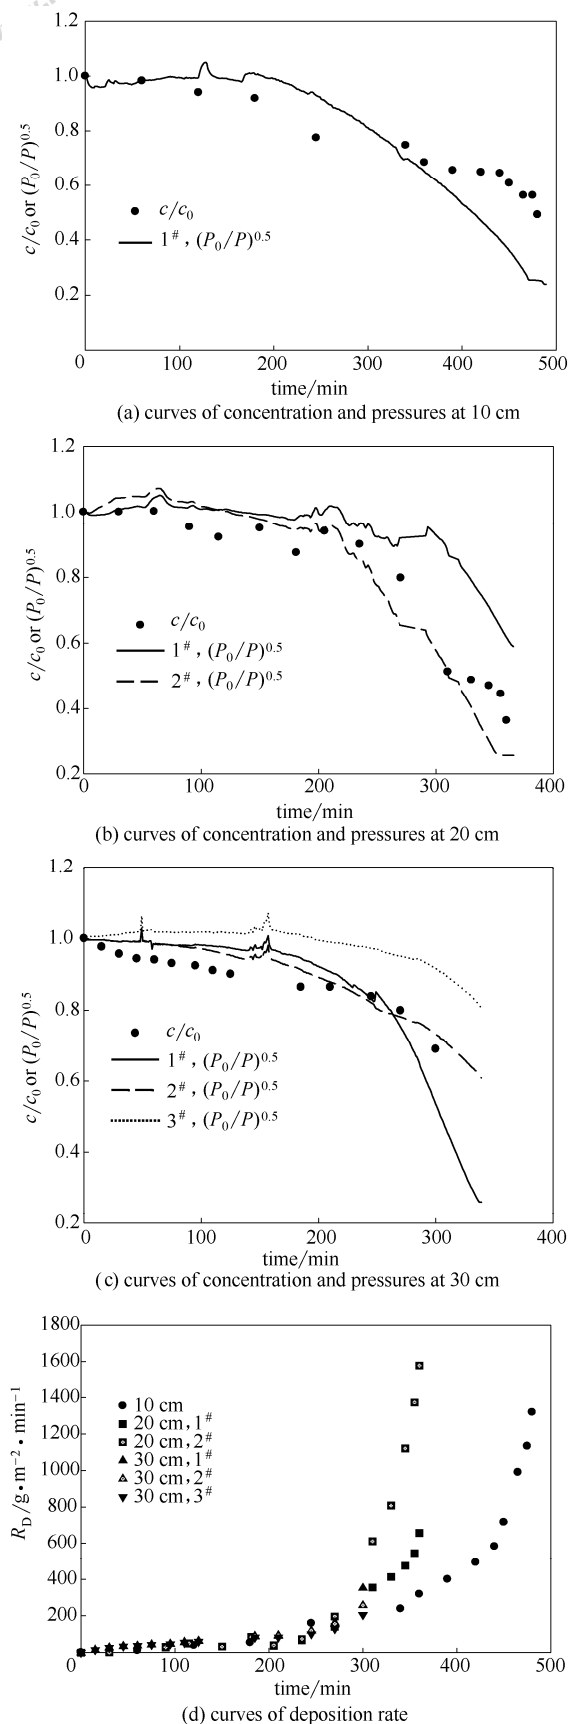 1.2
1.0
0.8
0.6
0.4
0.2
0
c/c₀ or (P₀/P)⁰·⁵
c/c₀
1#, (P₀/P)⁰·⁵
0 100 200 300 400 500
time/min
(a) curves of concentration and pressures at 10 cm
1.2
1.0
0.8
0.6
0.4
0.2
c/c₀ or (P₀/P)⁰·⁵
c/c₀
1#, (P₀/P)⁰·⁵
2#, (P₀/P)⁰·⁵
0 100 200 300 400
time/min
(b) curves of concentration and pressures at 20 cm
1.2
1.0
0.8
0.6
0.4
0.2
c/c₀ or (P₀/P)⁰·⁵
c/c₀
1#, (P₀/P)⁰·⁵
2#, (P₀/P)⁰·⁵
3#, (P₀/P)⁰·⁵
0 100 200 300 400
time/min
(c) curves of concentration and pressures at 30 cm
1800
1600
1400
1200
1000
800
600
400
200
R_D/g•m⁻²•min⁻¹
10 cm
20 cm, 1#
20 cm, 2#
30 cm, 1#
30 cm, 2#
30 cm, 3#
0 100 200 300 400 500
time/min
(d) curves of deposition rate